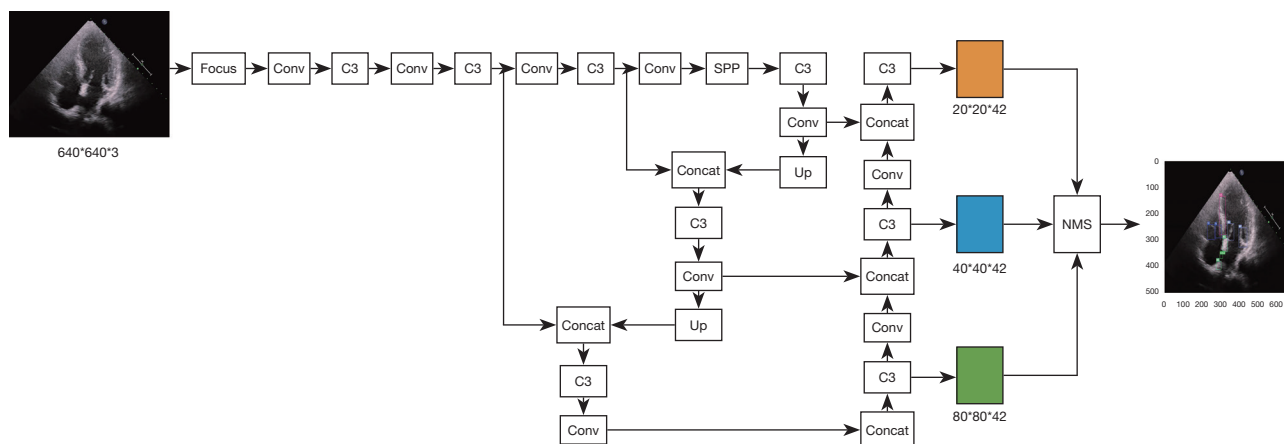 640*640*3
Focus
Conv
C3
Conv
C3
Conv
C3
Conv
SPP
C3
Conv
Up
Concat
C3
Conv
Up
Concat
C3
Conv
Concat
C3
Conv
Concat
C3
Conv
Concat
C3
20*20*42
40*40*42
80*80*42
NMS
0
100
200
300
400
500
0 100 200 300 400 500 600